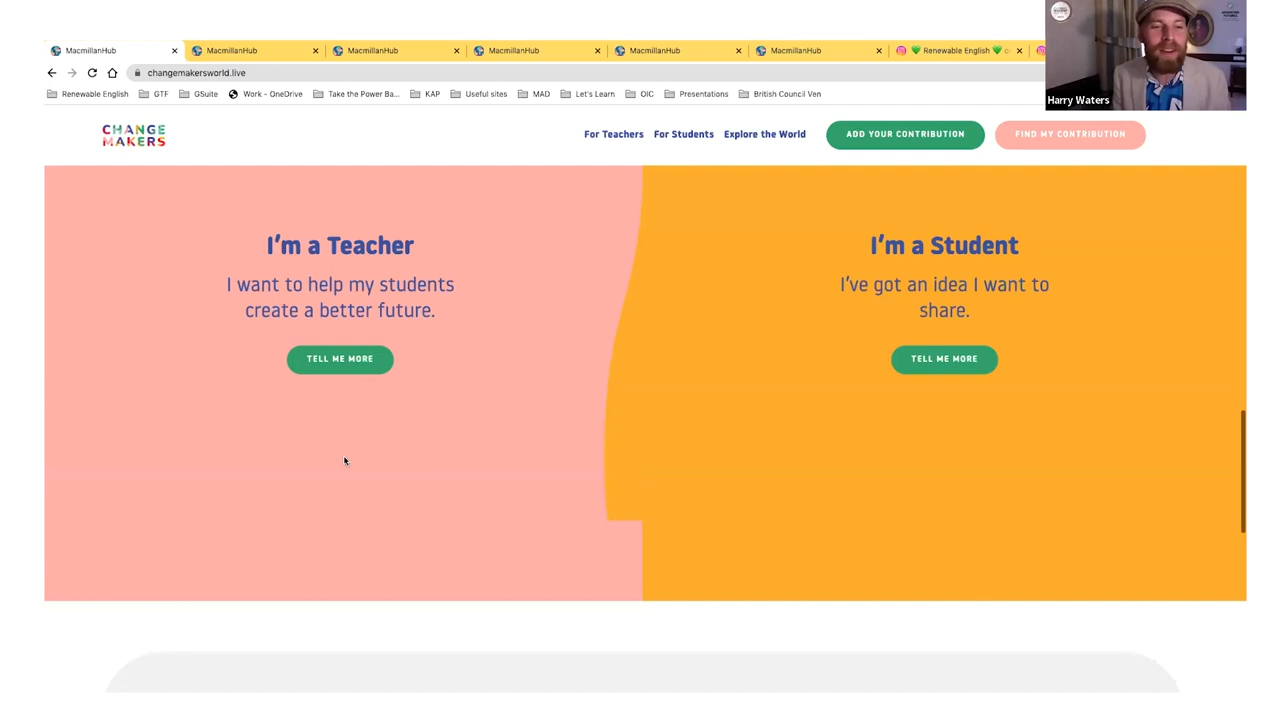 MacmillanHub
MacmillanHub
MacmillanHub
MacmillanHub
MacmillanHub
MacmillanHub
Renewable English
changemakersworld.live
Renewable English
GTF
GSuite
Work - OneDrive
Take the Power Ba...
KAP
Useful sites
MAD
Let's Learn
OIC
Presentations
British Council Ven
Harry Waters
CHANGE
MAKERS
For Teachers
For Students
Explore the World
ADD YOUR CONTRIBUTION
FIND MY CONTRIBUTION
I'm a Teacher
I want to help my students
create a better future.
TELL ME MORE
I'm a Student
I've got an idea I want to
share.
TELL ME MORE